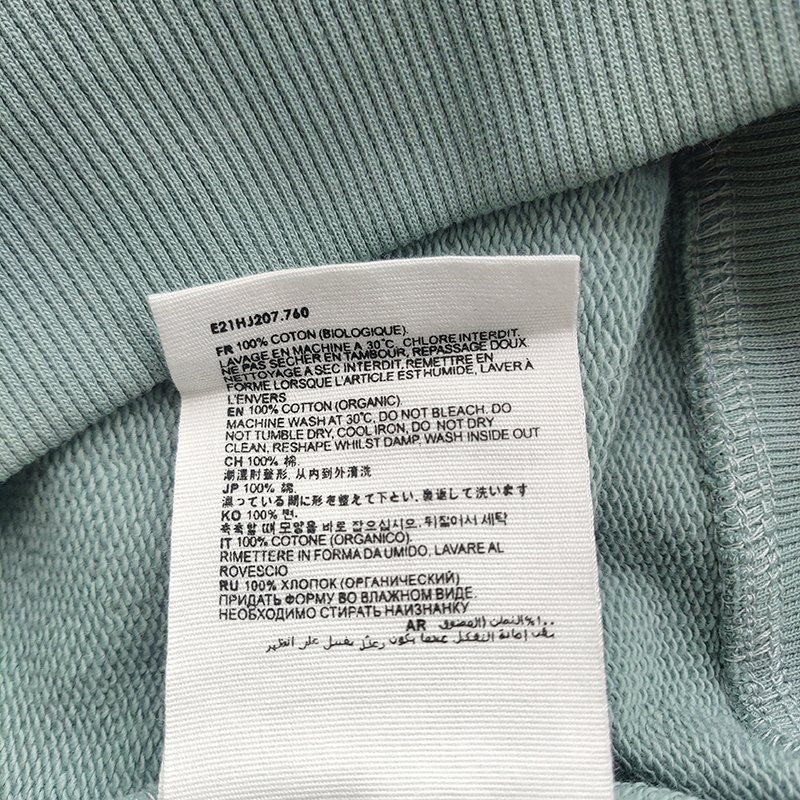 E21HJ207.760
FR 100% COTON (BIOLOGIQUE).
LAVAGE EN MACHINE A 30°C, CHLORE INTERDIT,
NE PAS SÉCHER EN TAMBOUR, REPASSAGE DOUX
NETTOYAGE A SEC INTERDIT, REMETTRE EN
FORME LORSQUE L'ARTICLE EST HUMIDE, LAVER À
L'ENVERS
EN 100% COTTON (ORGANIC).
MACHINE WASH AT 30°C, DO NOT BLEACH. DO
NOT TUMBLE DRY, COOL IRON, DO NOT DRY
CLEAN, RESHAPE WHILST DAMP, WASH INSIDE OUT
CH 100% 棉.
潮濕時整形, 从内到外清洗
JP 100% 綿.
濕っている間に形を整えて下さい, 裏返して洗います
KO 100% 면.
축축할 때 모양을 바로 잡으십시오, 뒤집어서 세탁
IT 100% COTONE (ORGANICO).
RIMETTERE IN FORMA DA UMIDO, LAVARE AL
ROVESCIO
RU 100% ХЛОПОК (ОРГАНИЧЕСКИЙ)
ПРИДАТЬ ФОРМУ ВО ВЛАЖНОМ ВИДЕ.
НЕОБХОДИМО СТИРАТЬ НАИЗНАНКУ
AR ١٠٠%